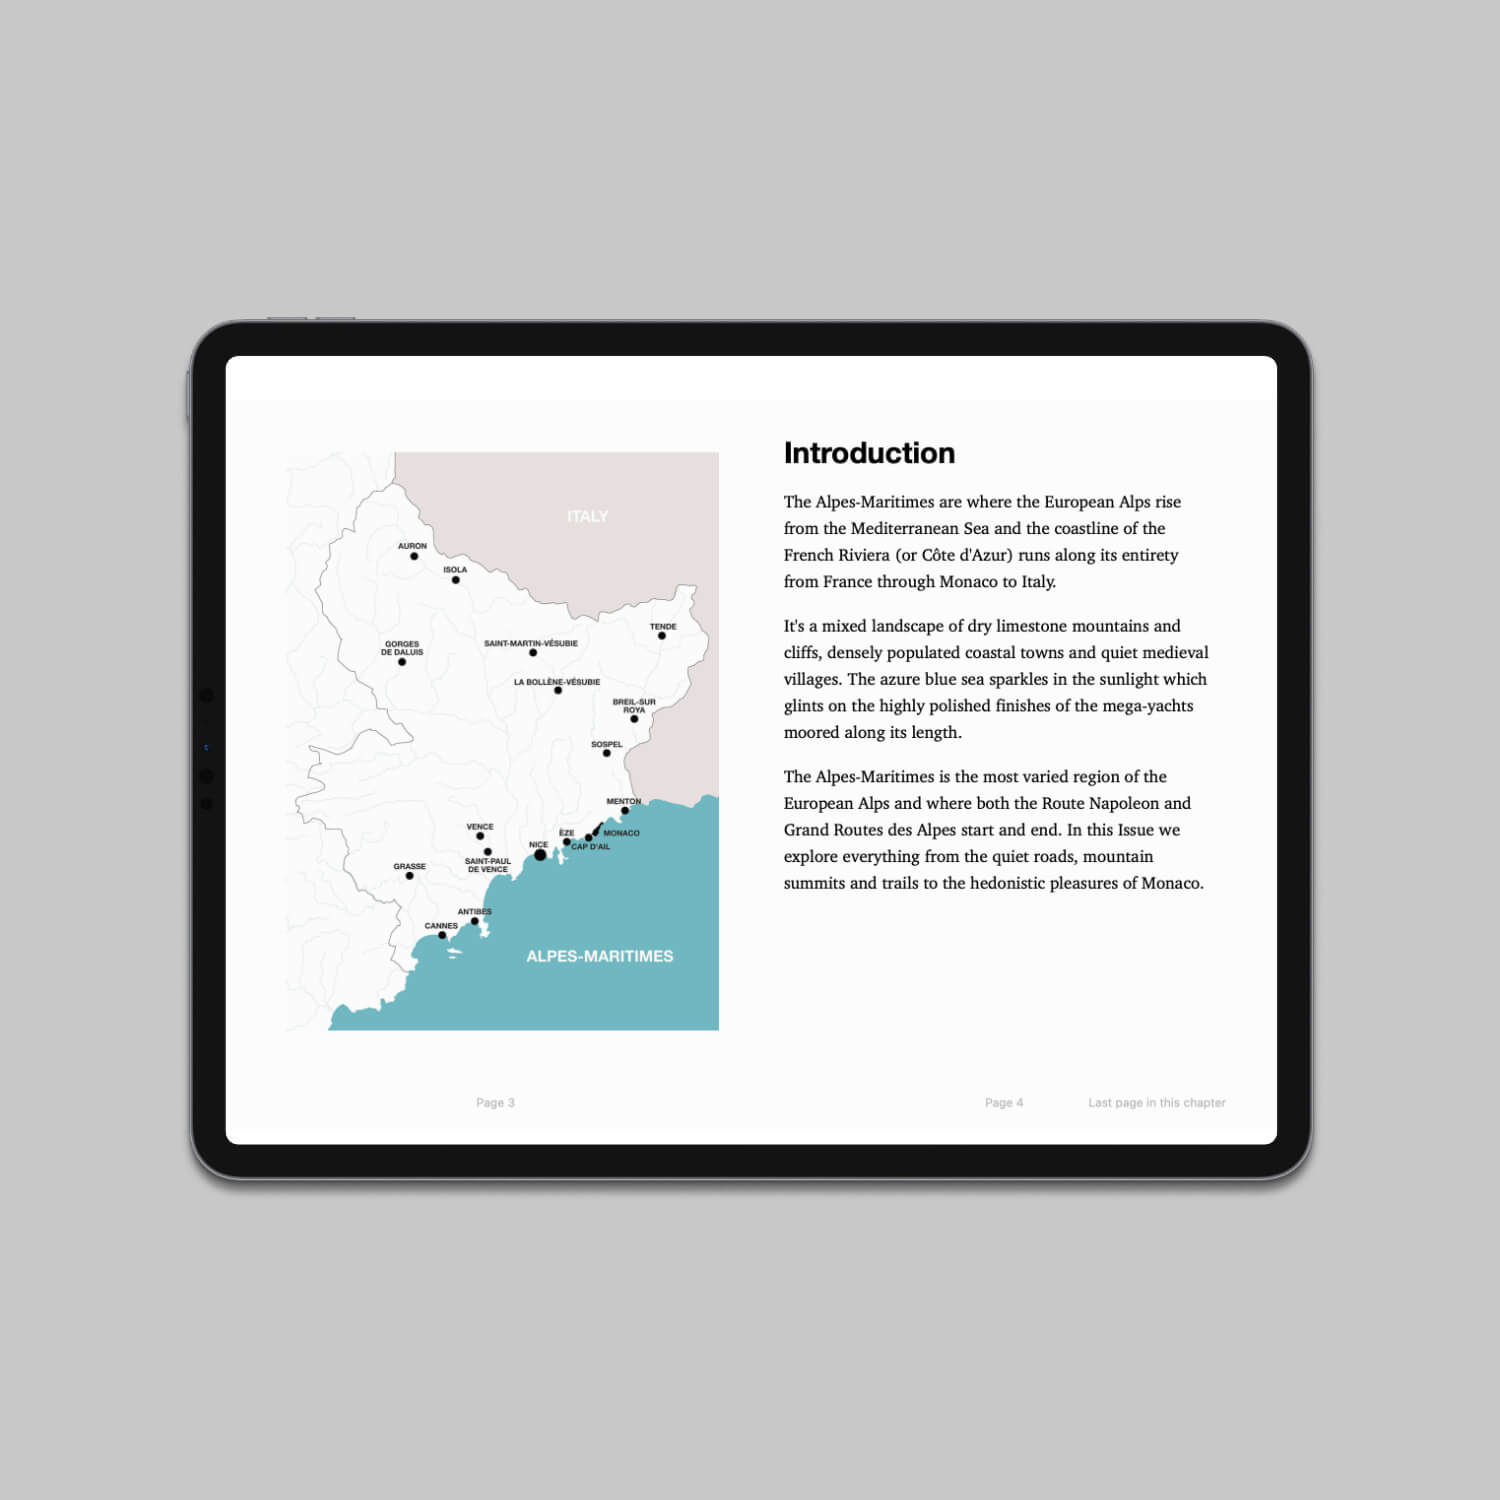 ITALY
AURON
ISOLA
TENDE
GORGES
DE DALUIS
SAINT-MARTIN-VÉSUBIE
LA BOLLÈNE-VÉSUBIE
BREIL-SUR
ROYA
SOSPEL
MENTON
VENCE
ÈZE
MONACO
NICE
CAP D'AIL
SAINT-PAUL
DE VENCE
GRASSE
ANTIBES
CANNES
ALPES-MARITIMES
Page 3
Introduction
The Alpes-Maritimes are where the European Alps rise
from the Mediterranean Sea and the coastline of the
French Riviera (or Côte d'Azur) runs along its entirety
from France through Monaco to Italy.
It's a mixed landscape of dry limestone mountains and
cliffs, densely populated coastal towns and quiet medieval
villages. The azure blue sea sparkles in the sunlight which
glints on the highly polished finishes of the mega-yachts
moored along its length.
The Alpes-Maritimes is the most varied region of the
European Alps and where both the Route Napoleon and
Grand Routes des Alpes start and end. In this Issue we
explore everything from the quiet roads, mountain
summits and trails to the hedonistic pleasures of Monaco.
Page 4
Last page in this chapter